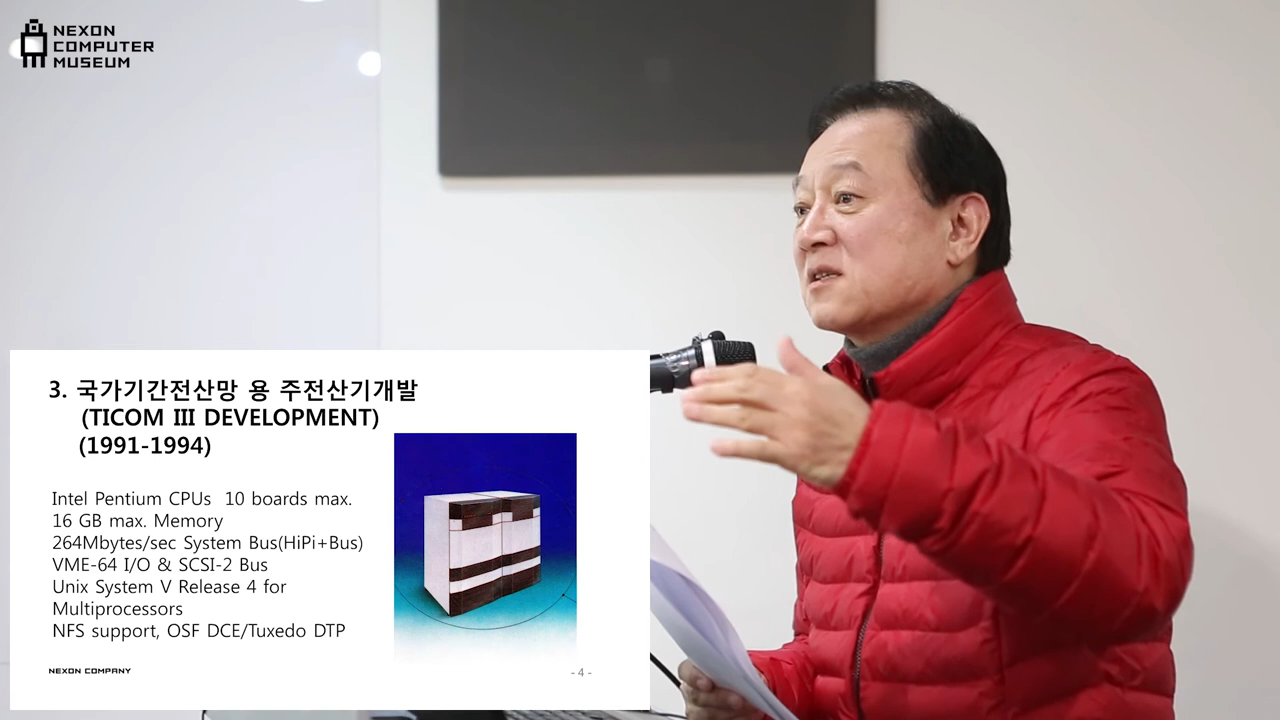 NEXON
COMPUTER
MUSEUM
3. 국가기간전산망 용 주전산기개발
(TICOM III DEVELOPMENT)
(1991-1994)
Intel Pentium CPUs 10 boards max.
16 GB max. Memory
264Mbytes/sec System Bus(HiPi+Bus)
VME-64 I/O & SCSI-2 Bus
Unix System V Release 4 for
Multiprocessors
NFS support, OSF DCE/Tuxedo DTP
NEXON COMPANY
- 4 -